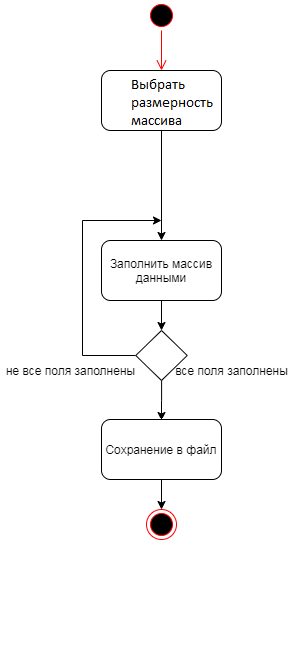 Выбрать
размерность
массива
Заполнить массив
данными
не все поля заполнены
все поля заполнены
Сохранение в файл